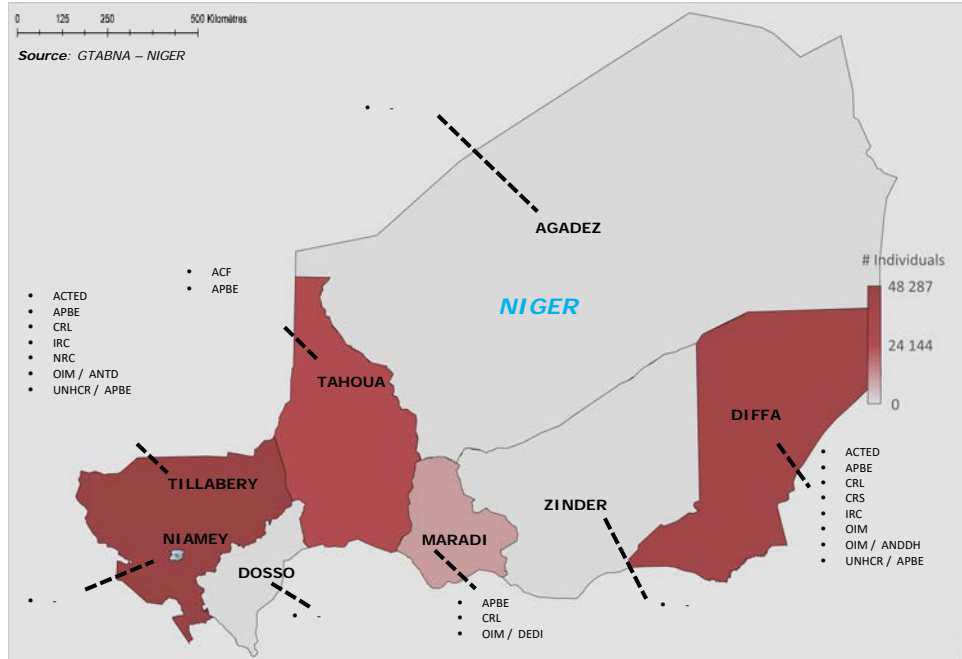 0 125 250 500 Kilomètres
Source: GTABNA – NIGER
• -
AGADEZ
# Individuals
48 287
24 144
0
NIGER
• ACF
• APBE
• ACTED
• APBE
• CRL
• IRC
• NRC
• OIM / ANTD
• UNHCR / APBE
TAHOUA
DIFFA
• ACTED
• APBE
• CRL
• CRS
• IRC
• OIM
• OIM / ANDDH
• UNHCR / APBE
TILLABERY
ZINDER
NIAMEY
MARADI
DOSSO
• -
• -
• APBE
• CRL
• OIM / DEDI
• -